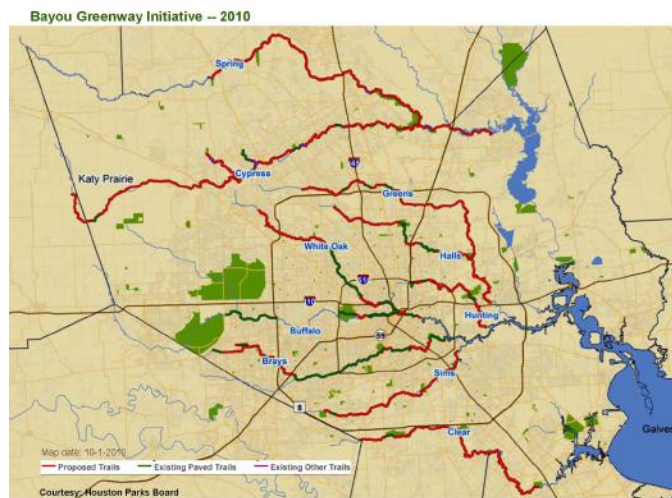 Bayou Greenway Initiative -- 2010
Spring
Katy Prairie
Cypress
45
Greens
White Oak
Halls
10
Hunting
Buffalo
59
Brays
Sims
8
Clear
Galves
Map date: 10-1-2010
Proposed Trails Existing Paved Trails Existing Other Trails
Courtesy: Houston Parks Board